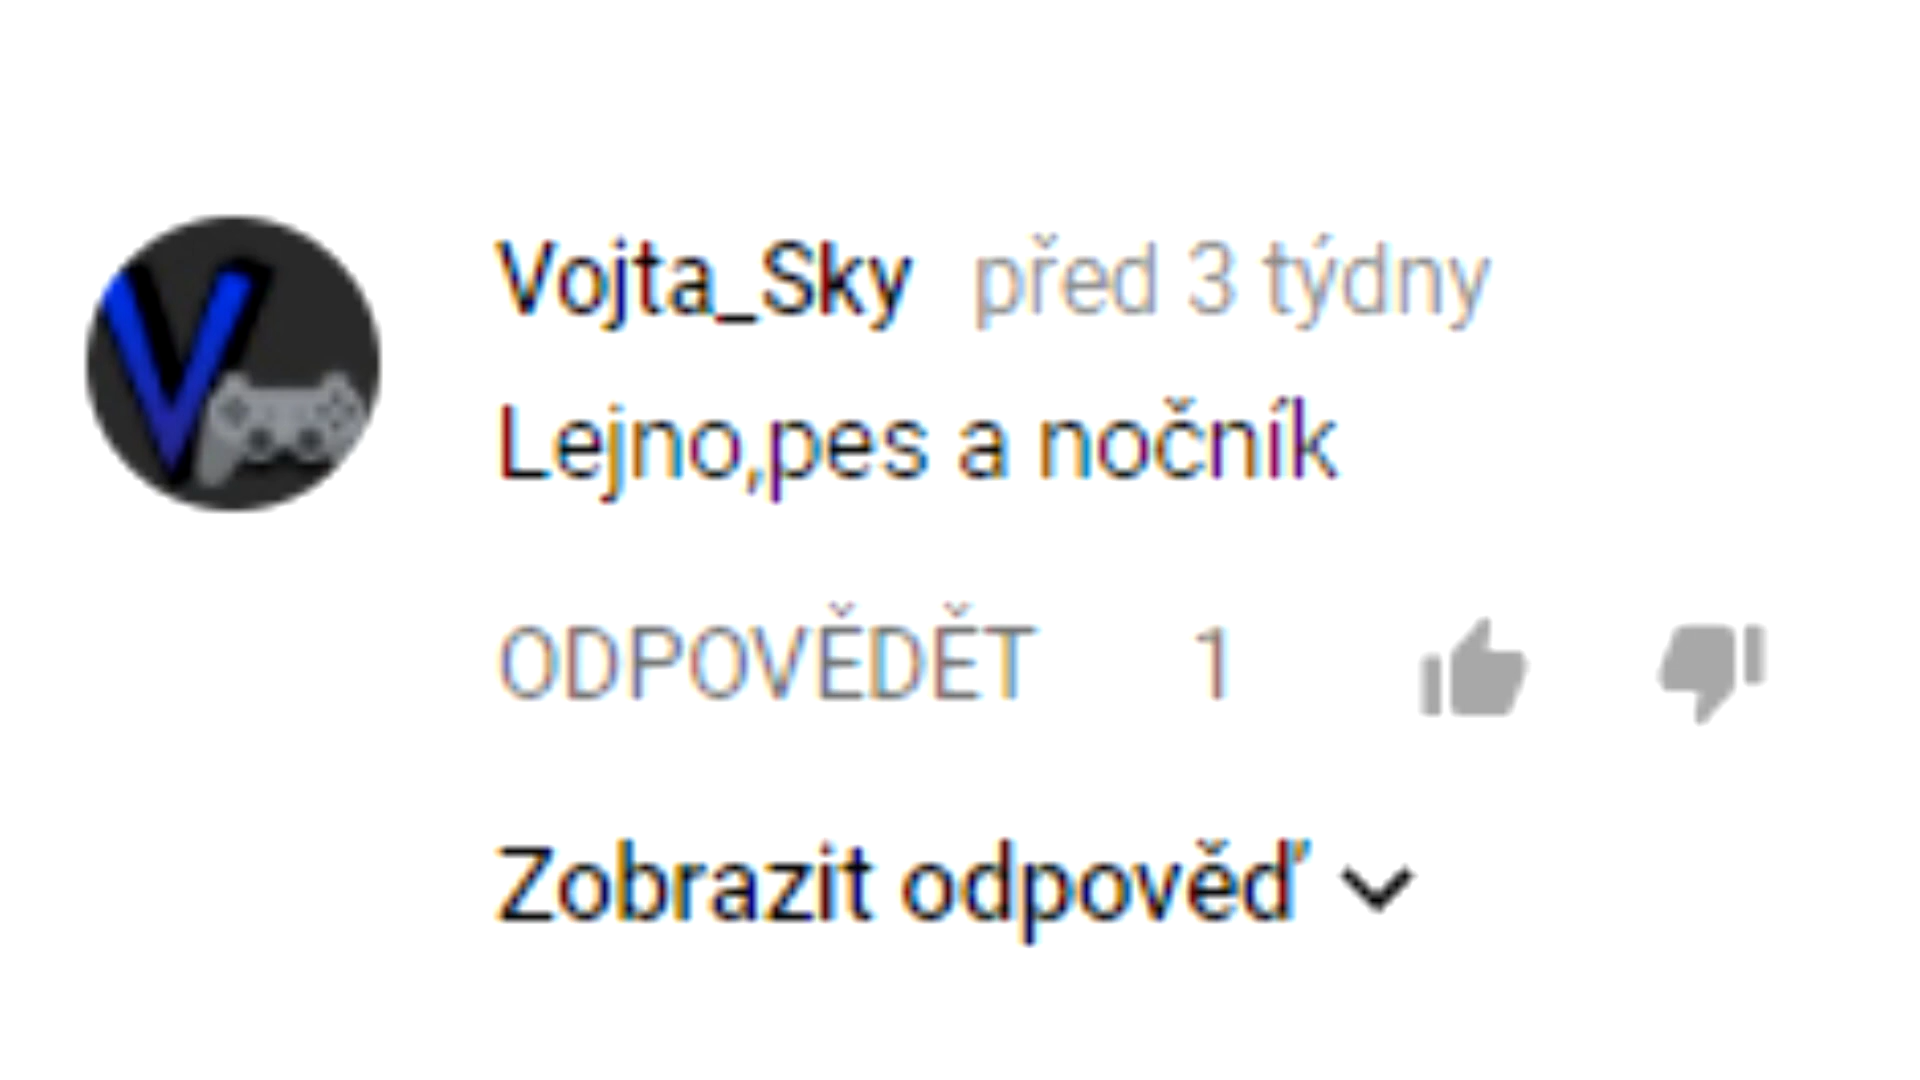 Vojta_Sky před 3 týdny
Lejno,pes a nočník
ODPOVĚDĚT 1
Zobrazit odpověď